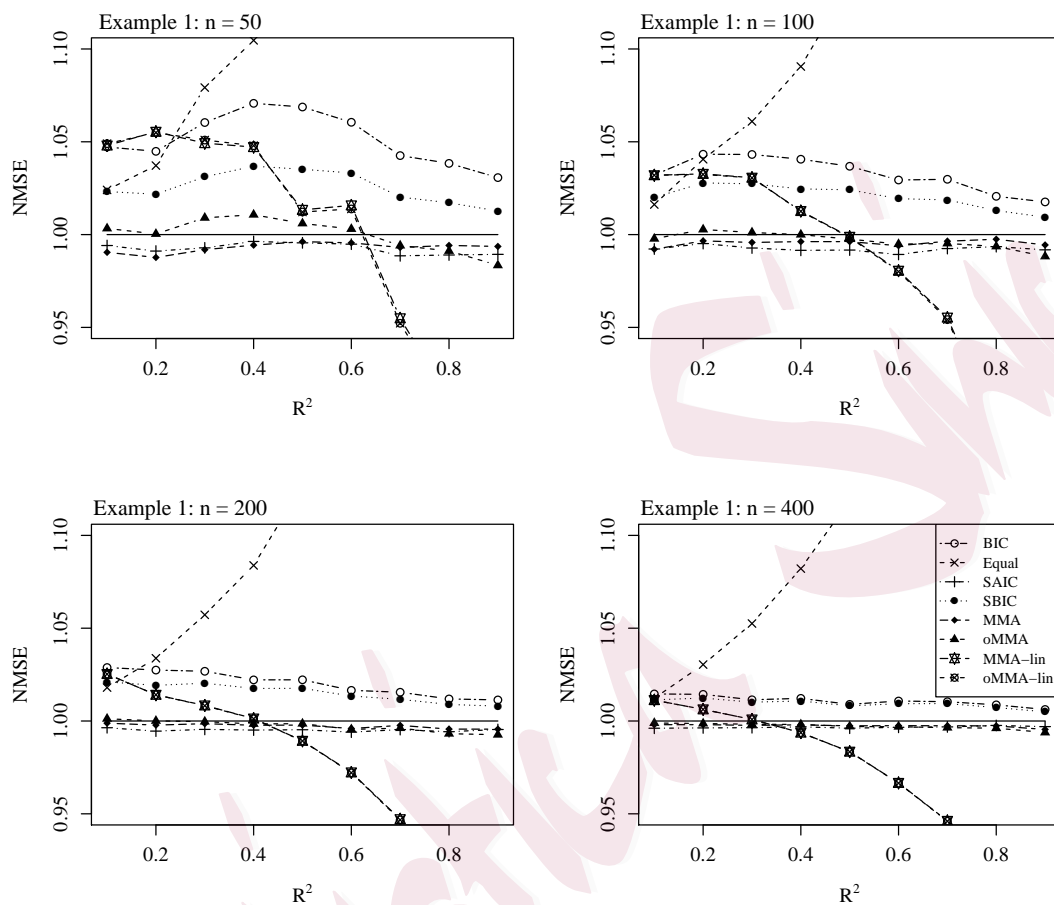 Example 1: n = 50
NMSE
0.95 1.00 1.05 1.10
0.2 0.4 0.6 0.8
R²
Example 1: n = 100
NMSE
0.95 1.00 1.05 1.10
0.2 0.4 0.6 0.8
R²
Example 1: n = 200
NMSE
0.95 1.00 1.05 1.10
0.2 0.4 0.6 0.8
R²
Example 1: n = 400
NMSE
0.95 1.00 1.05 1.10
0.2 0.4 0.6 0.8
R²
BIC
Equal
SAIC
SBIC
MMA
oMMA
MMA−lin
oMMA−lin